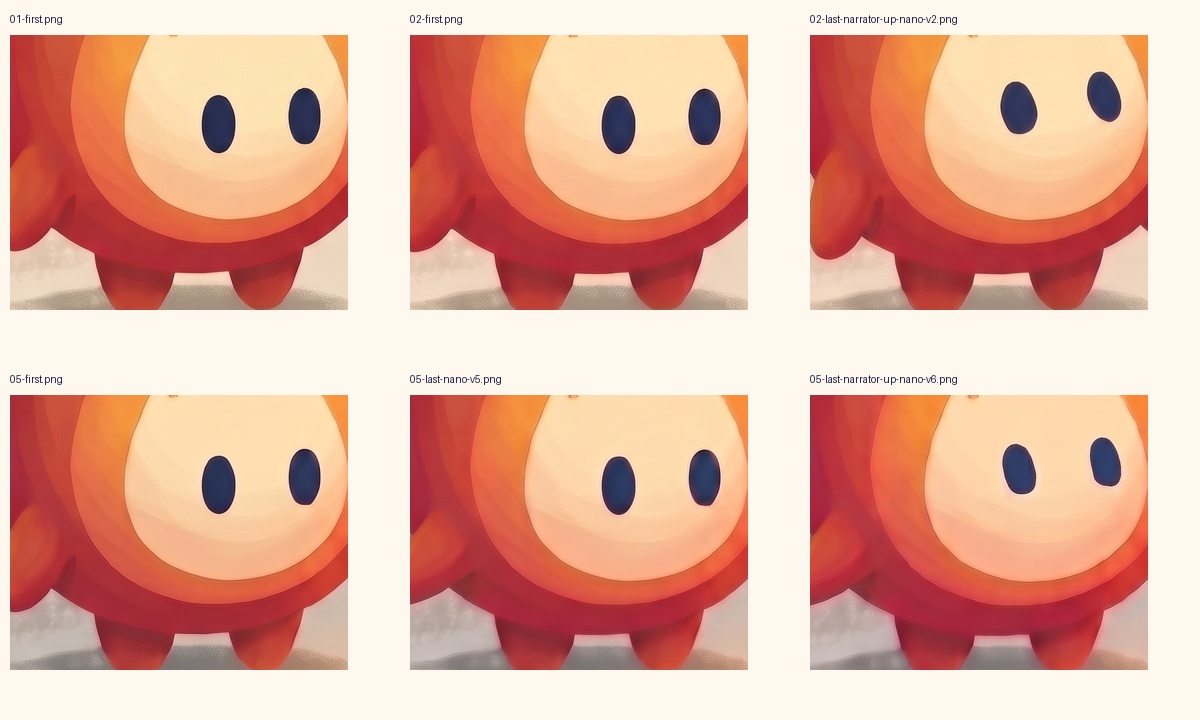 01-first.png
02-first.png
02-last-narrator-up-nano-v2.png
05-first.png
05-last-nano-v5.png
05-last-narrator-up-nano-v6.png